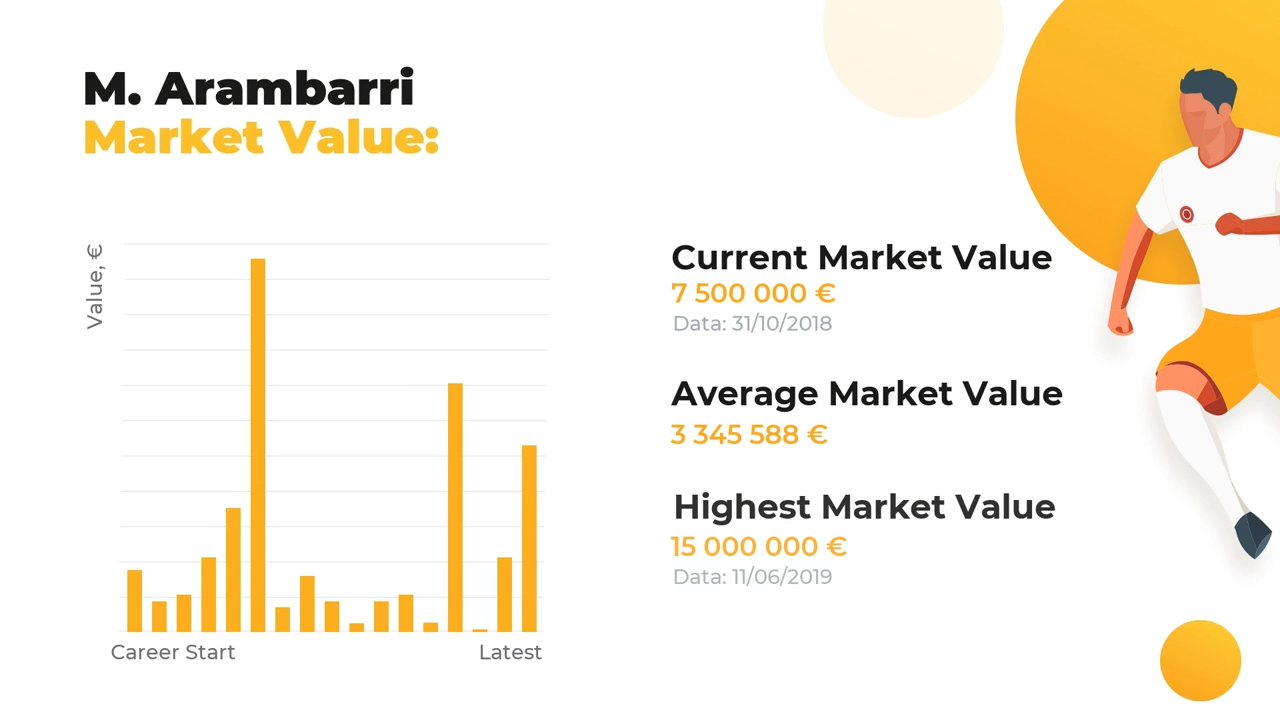 M. Arambarri
Market Value:
Value, €
Career Start
Latest
Current Market Value
7 500 000 €
Data: 31/10/2018
Average Market Value
3 345 588 €
Highest Market Value
15 000 000 €
Data: 11/06/2019